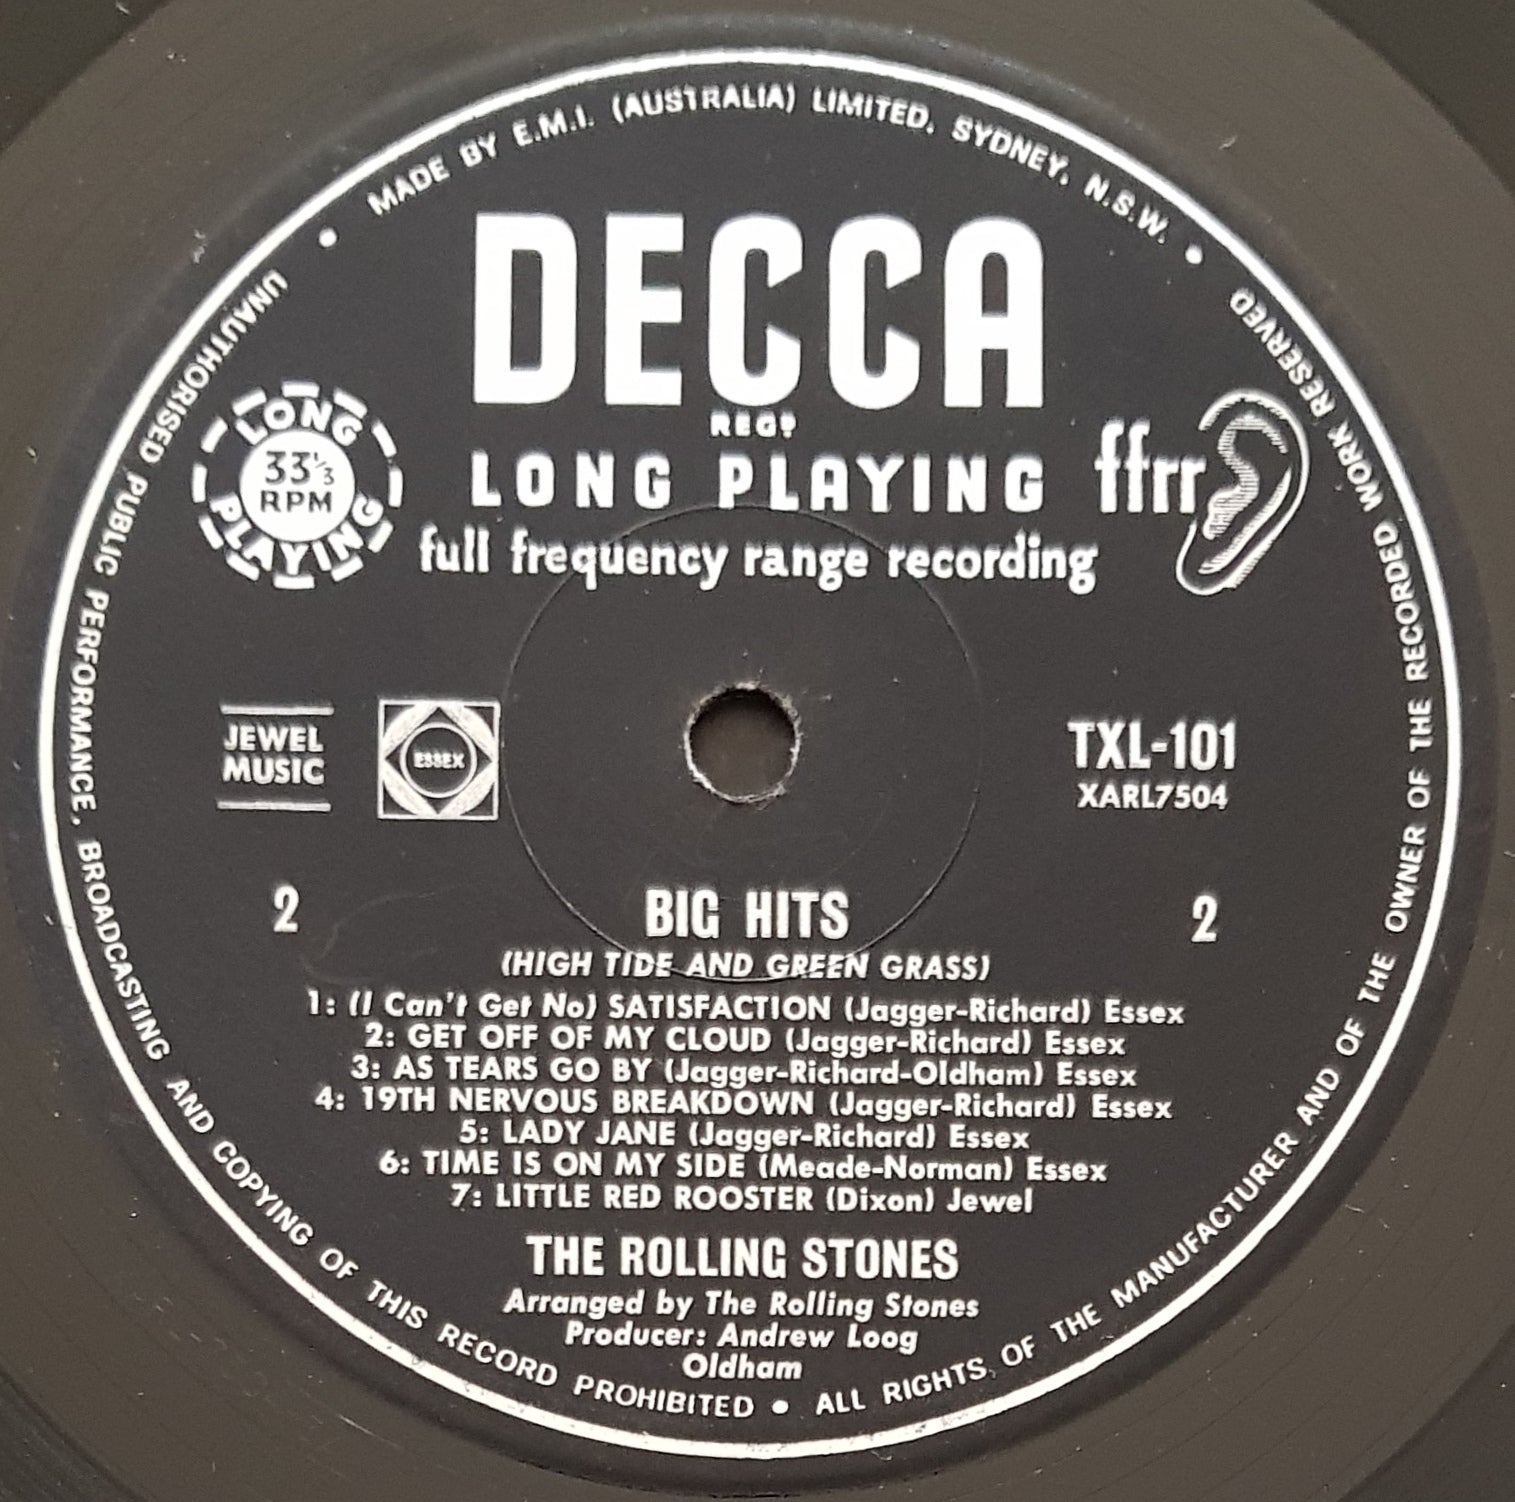 MADE BY E.M.I. (AUSTRALIA) LIMITED. SYDNEY. N.S.W. •
DECCA
REGD
LONG PLAYING
full frequency range recording
LONG
33⅓
RPM
PLAYING
ffrr
JEWEL
MUSIC
ESSEX
TXL-101
XARL7504
2
2
BIG HITS
(HIGH TIDE AND GREEN GRASS)
1: (I Can't Get No) SATISFACTION (Jagger-Richard) Essex
2: GET OFF OF MY CLOUD (Jagger-Richard) Essex
3: AS TEARS GO BY (Jagger-Richard-Oldham) Essex
4: 19TH NERVOUS BREAKDOWN (Jagger-Richard) Essex
5: LADY JANE (Jagger-Richard) Essex
6: TIME IS ON MY SIDE (Meade-Norman) Essex
7: LITTLE RED ROOSTER (Dixon) Jewel
THE ROLLING STONES
Arranged by The Rolling Stones
Producer: Andrew Loog
Oldham
UNAUTHORISED PUBLIC PERFORMANCE, BROADCASTING AND COPYING OF THIS RECORD PROHIBITED • ALL RIGHTS OF THE MANUFACTURER AND OF THE OWNER OF THE RECORDED WORK RESERVED